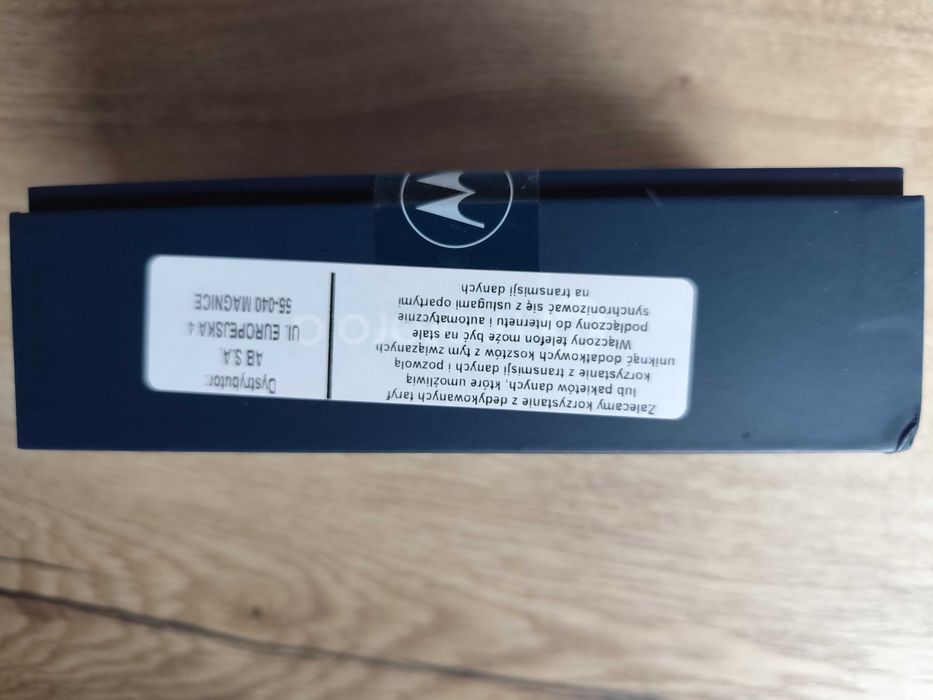 Zalecamy korzystanie z dedykowanych taryf
lub pakietów danych, które umożliwią
korzystanie z transmisji danych i pozwolą
uniknąć dodatkowych kosztów z tym związanych
Włączony telefon może być na stałe
podłączony do Internetu i automatycznie
synchronizować się z usługami opartymi
na transmisji danych
Dystrybutor:
AB S.A.
Ul. EUROPEJSKA 4
55-040 MAGNICE